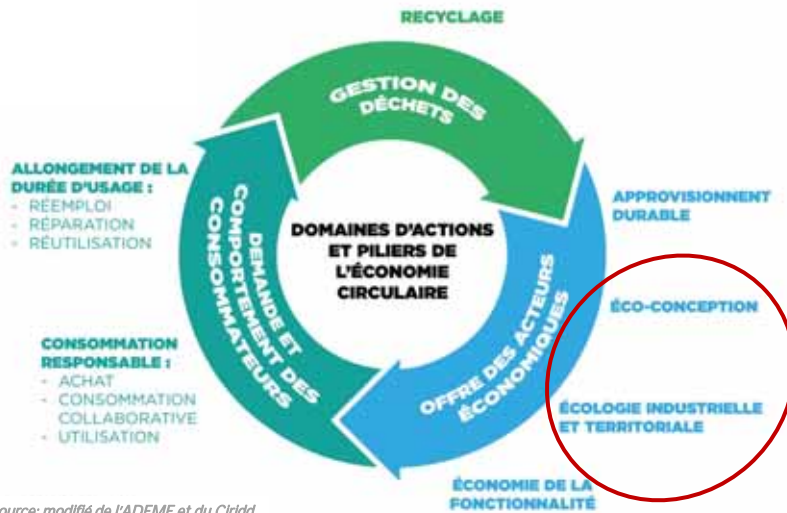 RECYCLAGE
GESTION DES
DÉCHETS
ALLONGEMENT DE LA
DURÉE D'USAGE :
- RÉEMPLOI
- RÉPARATION
- RÉUTILISATION
APPROVISIONNENT
DURABLE
DOMAINES D'ACTIONS
ET PILIERS DE
L'ÉCONOMIE
CIRCULAIRE
DEMANDE ET
COMPORTEMENT DES
CONSOMMATEURS
OFFRE DES ACTEURS
ÉCONOMIQUES
ÉCO-CONCEPTION
CONSOMMATION
RESPONSABLE :
- ACHAT
- CONSOMMATION
COLLABORATIVE
- UTILISATION
ÉCOLOGIE INDUSTRIELLE
ET TERRITORIALE
ÉCONOMIE DE LA
FONCTIONNALITÉ
ource: modifié de l'ADEME et du Ciridd